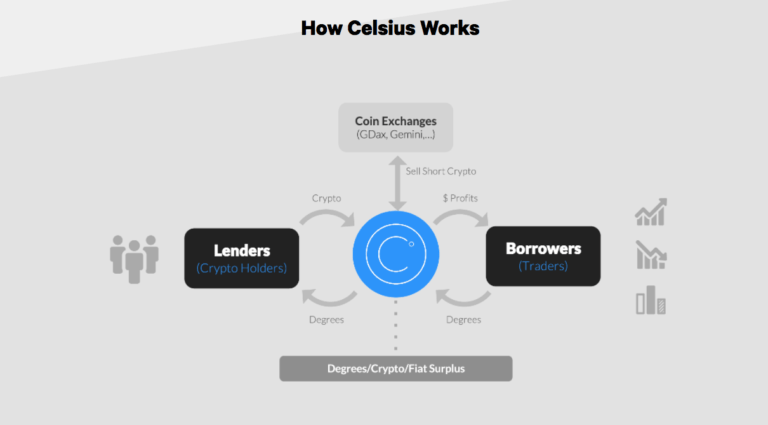 How Celsius Works
Coin Exchanges
(GDax, Gemini,...)
Sell Short Crypto
Crypto
$ Profits
Lenders
(Crypto Holders)
Borrowers
(Traders)
Degrees
Degrees
Degrees/Crypto/Fiat Surplus